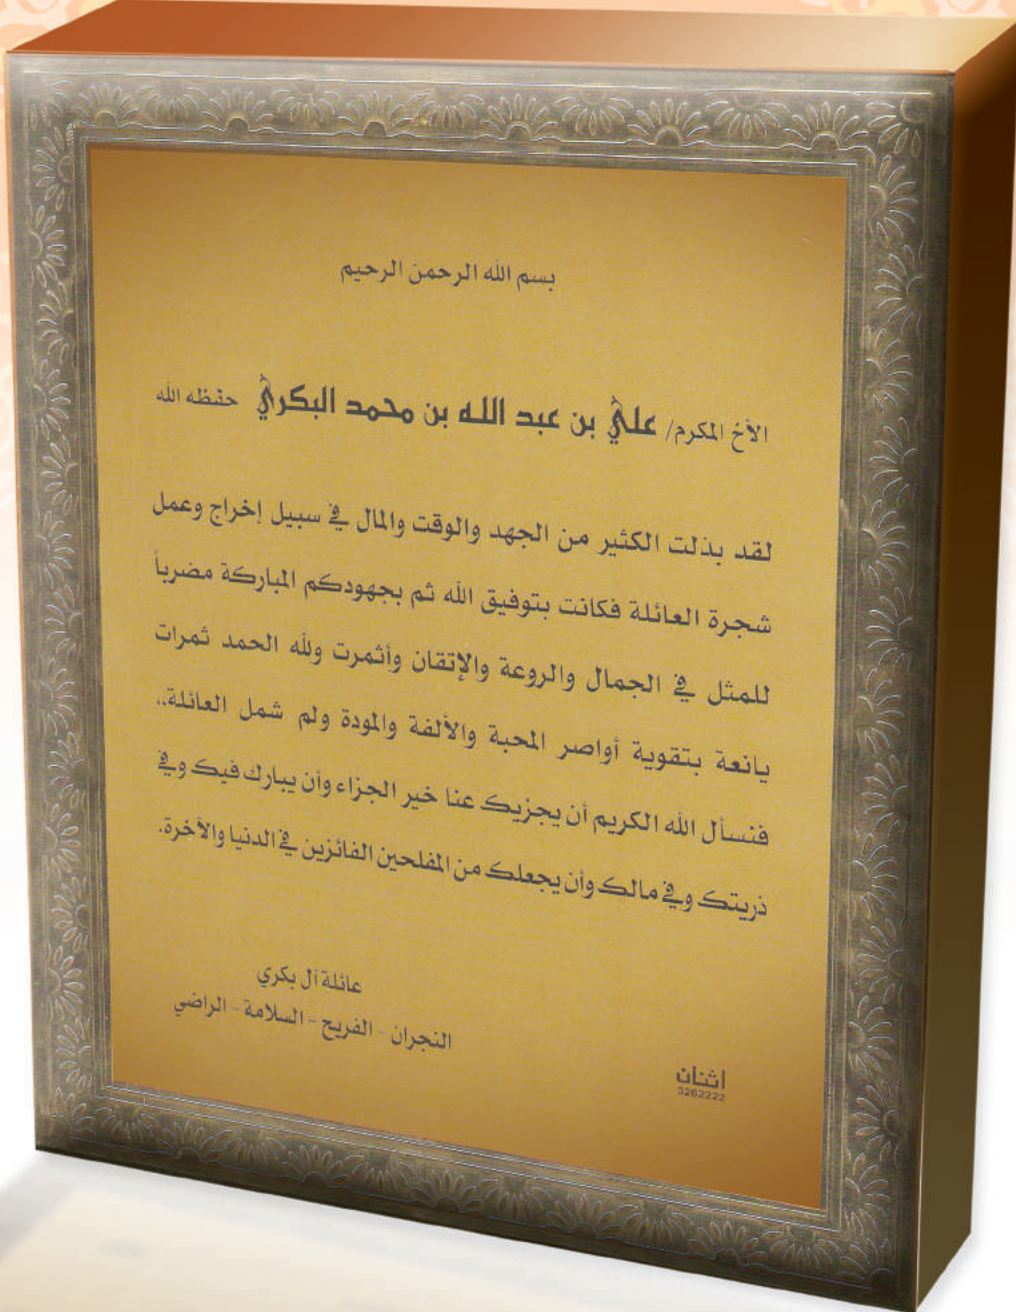 بسم الله الرحمن الرحيم
الأخ المكرم/ علي بن عبد الله بن محمد البكري حفظه الله
لقد بذلت الكثير من الجهد والوقت والمال في سبيل إخراج وعمل
شجرة العائلة فكانت بتوفيق الله ثم بجهودكم المباركة مضرباً
للمثل في الجمال والروعة والإتقان وأثمرت ولله الحمد ثمرات
يانعة بتقوية أواصر المحبة والألفة والمودة ولم شمل العائلة،،
فنسأل الله الكريم أن يجزيك عنا خير الجزاء وأن يبارك فيك وفي
ذريتك وفي مالك وأن يجعلك من المفلحين الفائزين في الدنيا والآخرة.
عائلة آل بكري
النجران - الفريح - السلامة - الراضي
اثنان
3262222